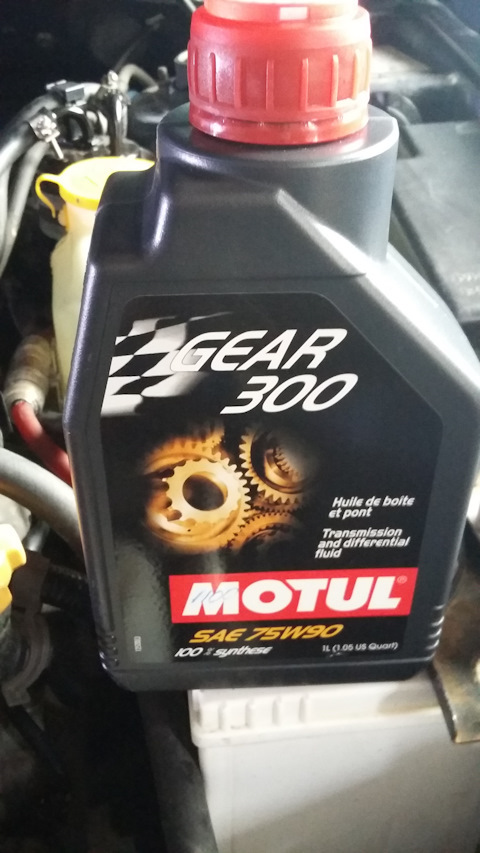 GEAR
300
Huile de boîte
et pont
Transmission
and differential
fluid
MOTUL®
SAE 75W90
100 % synthese
1L (1.05 US Quart)